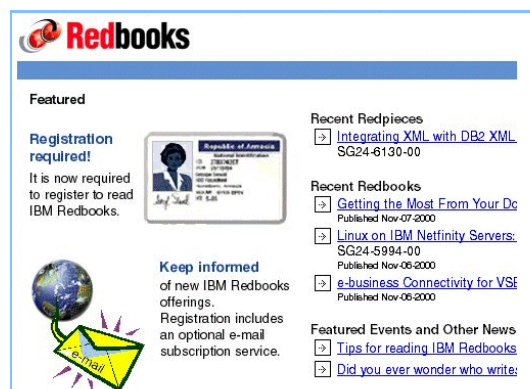 Redbooks
Featured
Registration
required!
It is now required
to register to read
IBM Redbooks.
Republic of Armacia
National Identification
Keep informed
of new IBM Redbooks
offerings.
Registration includes
an optional e-mail
subscription service.
e-mail
Recent Redpieces
Integrating XML with DB2 XML
SG24-6130-00
Recent Redbooks
Getting the Most From Your Do
Published Nov-07-2000
Linux on IBM Netfinity Servers:
SG24-5994-00
Published Nov-06-2000
e-business Connectivity for VSE
Published Nov-06-2000
Featured Events and Other News
Tips for reading IBM Redbooks
Did you ever wonder who writes